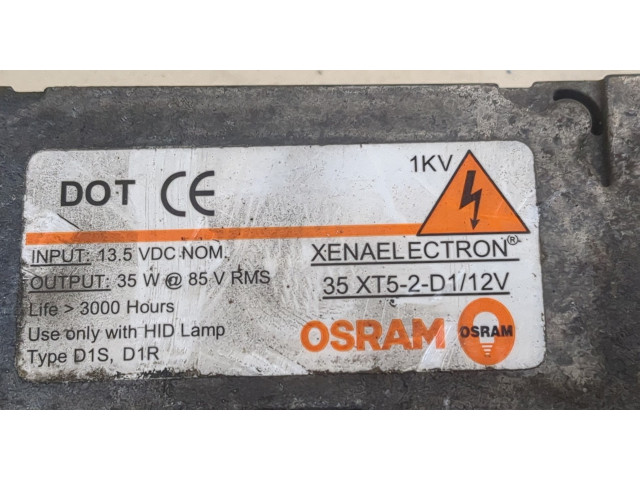 DOT CE
1KV
INPUT: 13.5 VDC NOM.
OUTPUT: 35 W @ 85 V RMS
Life > 3000 Hours
Use only with HID Lamp
Type D1S, D1R
XENAELECTRON®
35 XT5-2-D1/12V
OSRAM OSRAM